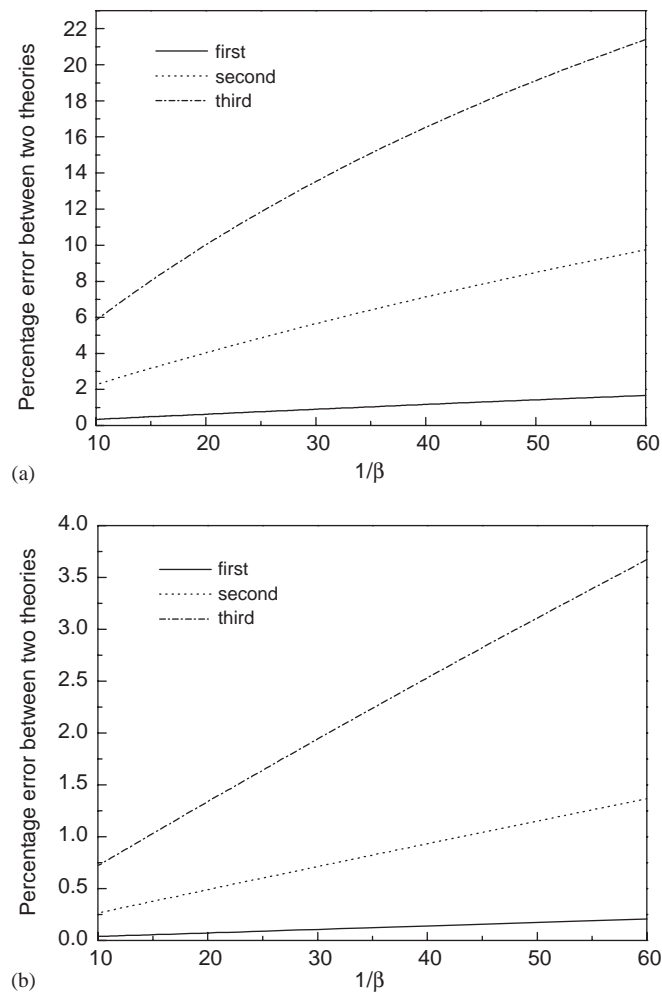 22
20
18
16
14
12
10
8
6
4
2
0
Percentage error between two theories
first
second
third
10 20 30 40 50 60
1/β
(a)
4.0
3.5
3.0
2.5
2.0
1.5
1.0
0.5
0.0
Percentage error between two theories
first
second
third
10 20 30 40 50 60
1/β
(b)